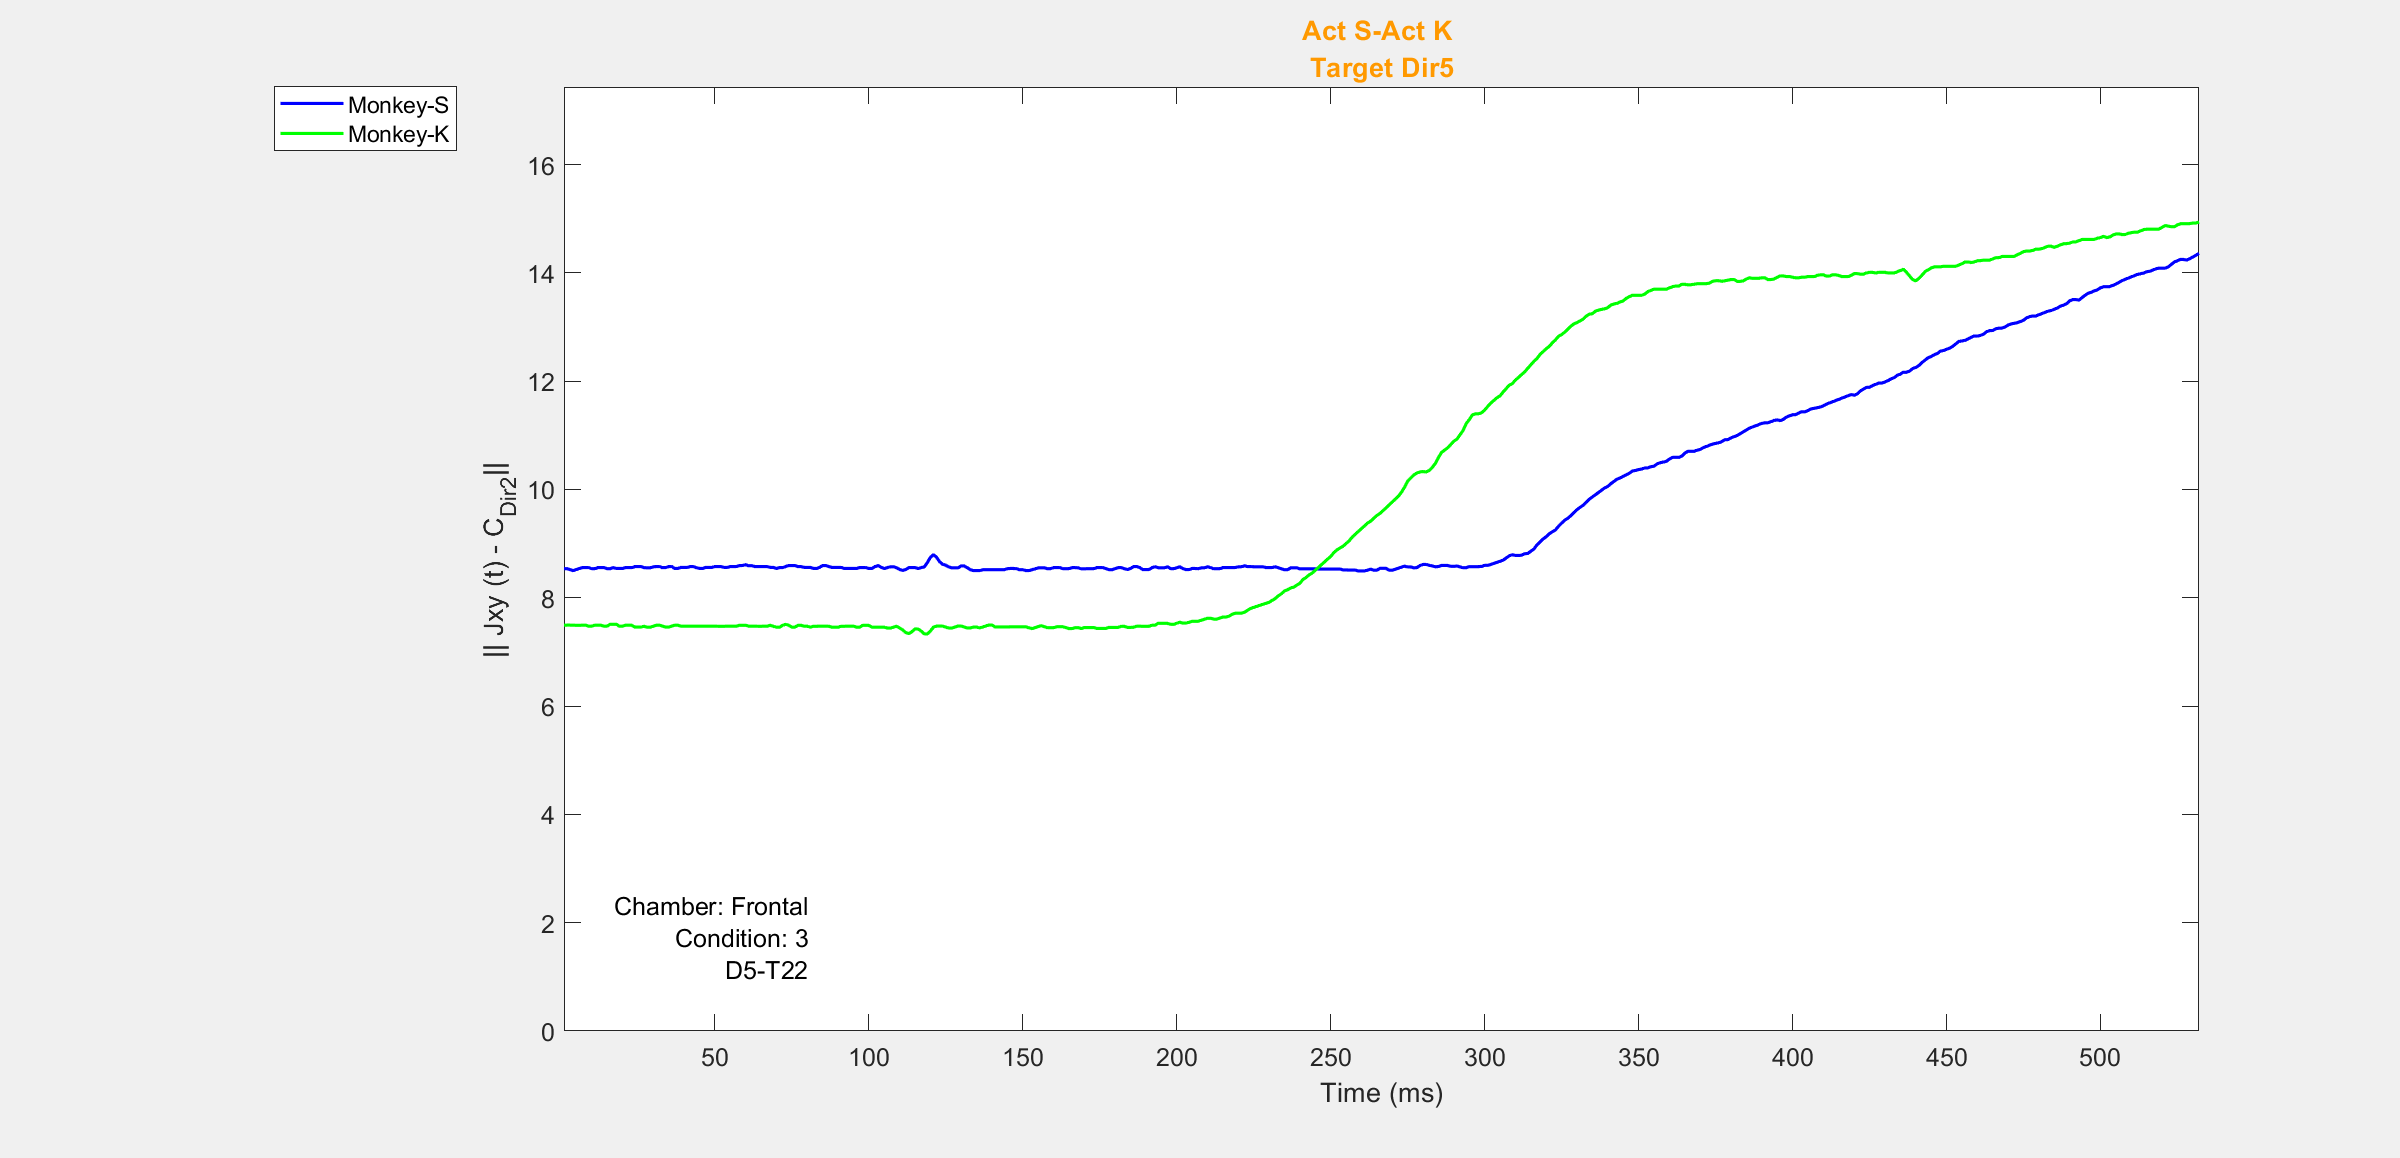 Act S-Act K
Target Dir5
Monkey-S
Monkey-K
16
14
12
10
8
6
4
2
0
|| Jxy (t) - C_Dir2||
Chamber: Frontal
Condition: 3
D5-T22
50 100 150 200 250 300 350 400 450 500
Time (ms)